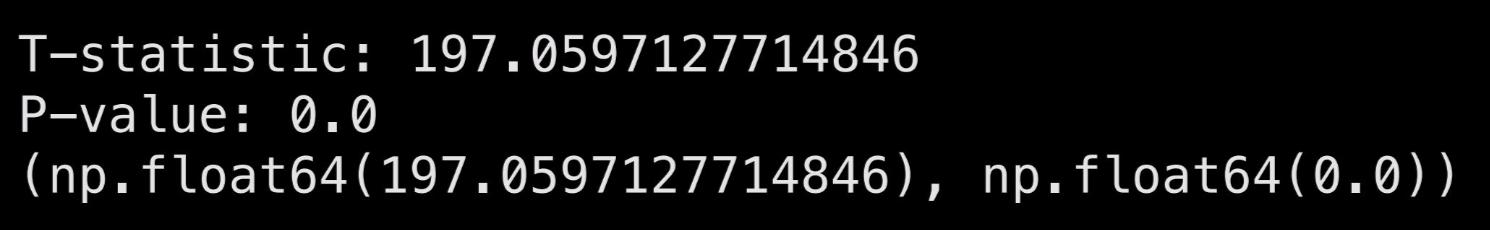 T-statistic: 197.0597127714846
P-value: 0.0
(np.float64(197.0597127714846), np.float64(0.0))